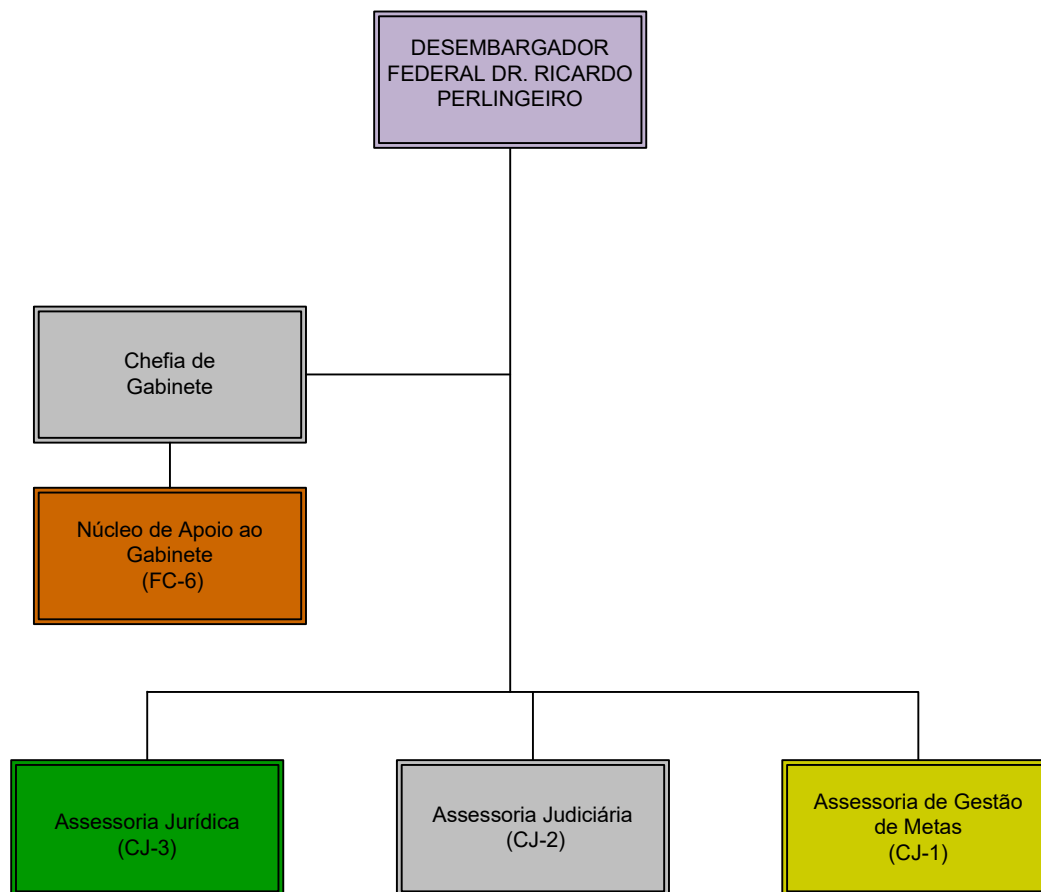 DESEMBARGADOR
FEDERAL DR. RICARDO
PERLINGEIRO
Chefia de
Gabinete
Núcleo de Apoio ao
Gabinete
(FC-6)
Assessoria Jurídica
(CJ-3)
Assessoria Judiciária
(CJ-2)
Assessoria de Gestão
de Metas
(CJ-1)